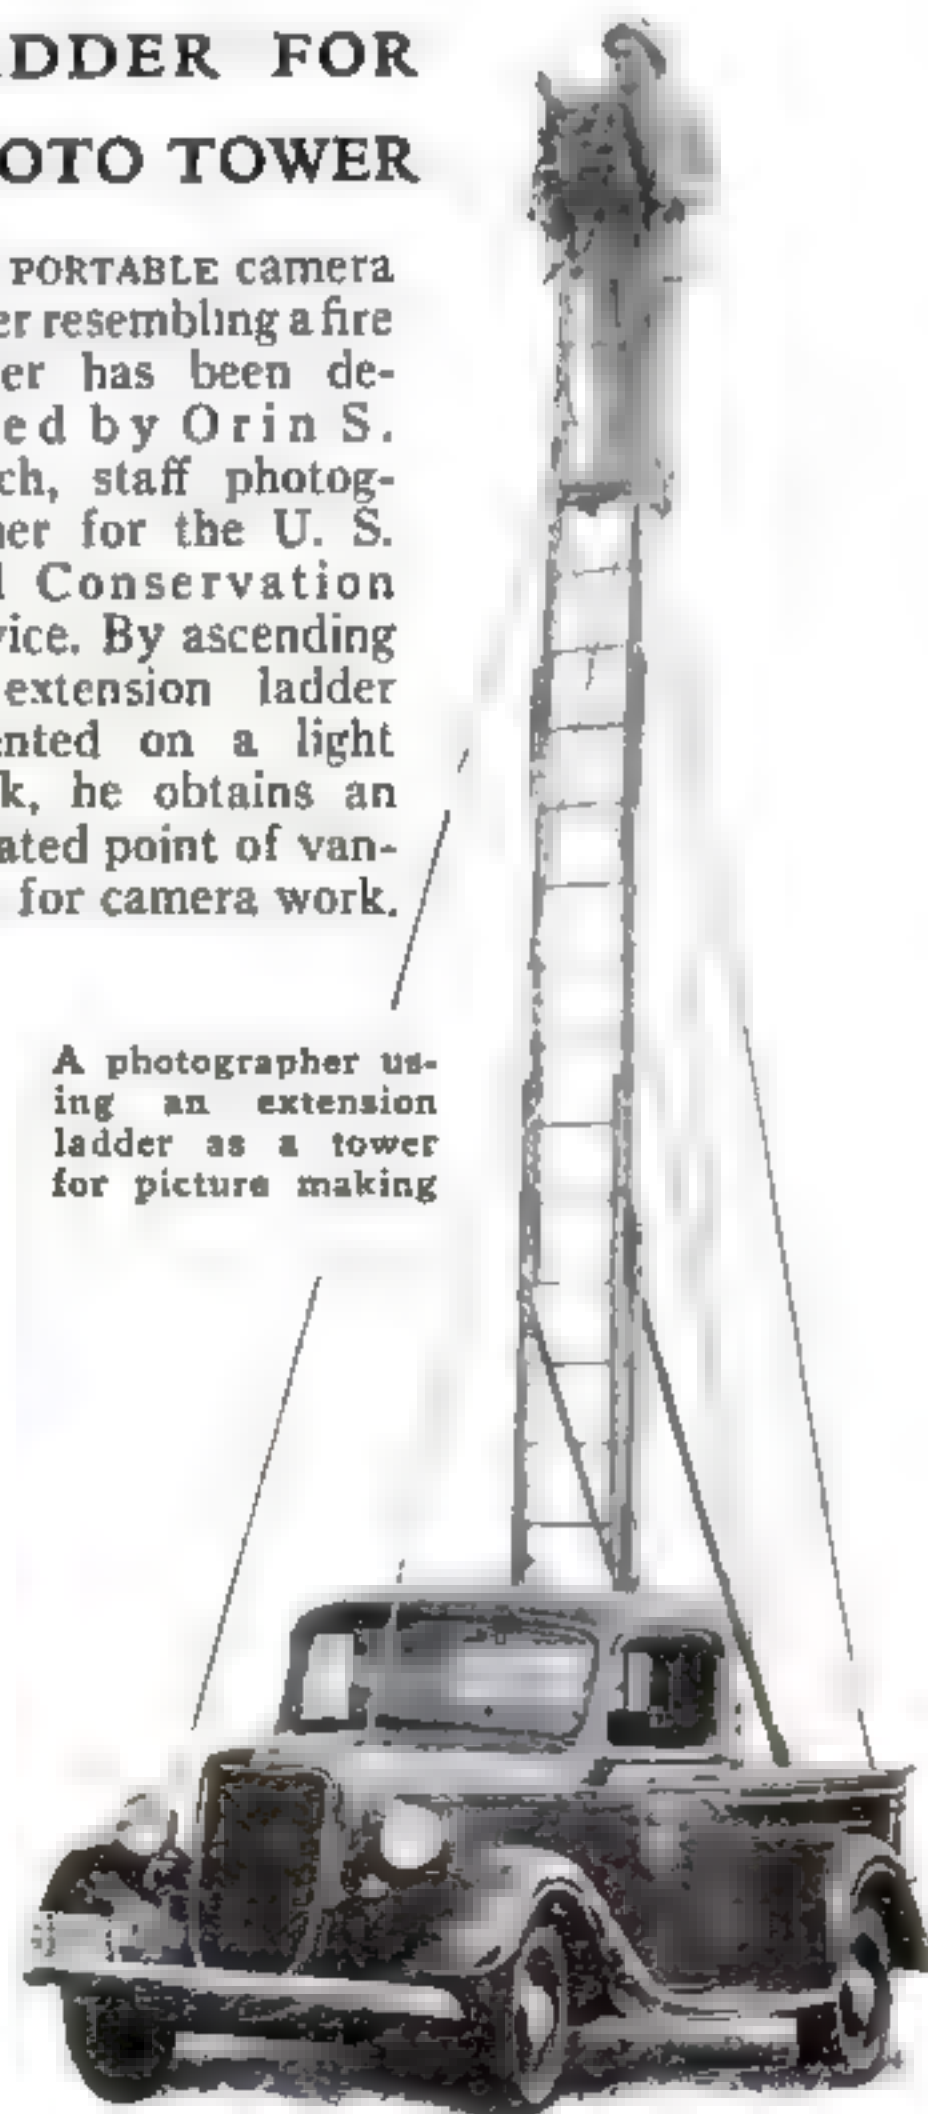 ADDER FOR
OTO TOWER
PORTABLE camera
er resembling a fire
er has been de-
ed by Orin S.
ch, staff photog-
her for the U. S.
l Conservation
vice. By ascending
extension ladder
unted on a light
k, he obtains an
ated point of van-
for camera work.
A photographer us-
ing an extension
ladder as a tower
for picture making